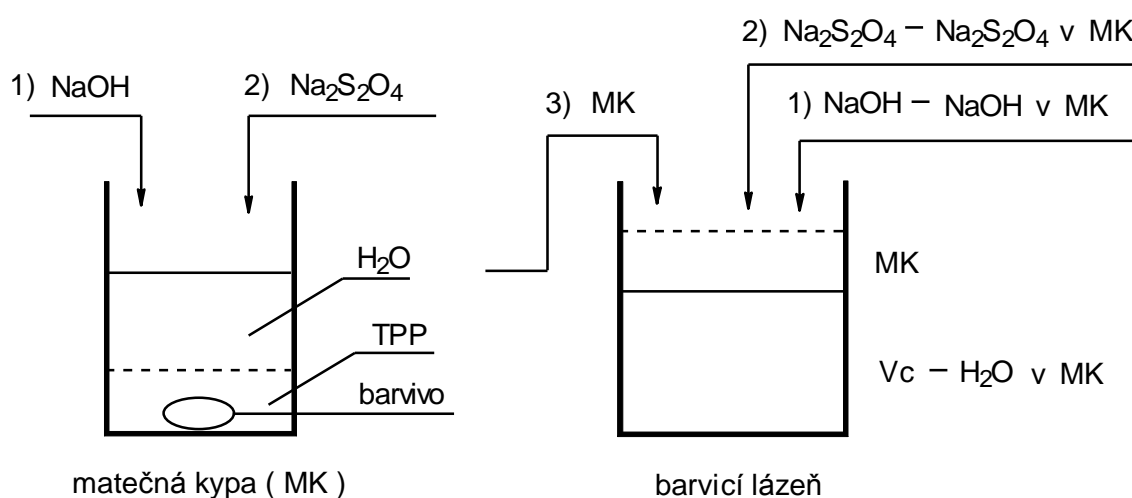 1) NaOH
2) Na₂S₂O₄
H₂O
TPP
barvivo
matečná kypa ( MK )
2) Na₂S₂O₄ – Na₂S₂O₄ v MK
1) NaOH – NaOH v MK
3) MK
MK
Vc – H₂O v MK
barvicí lázeň